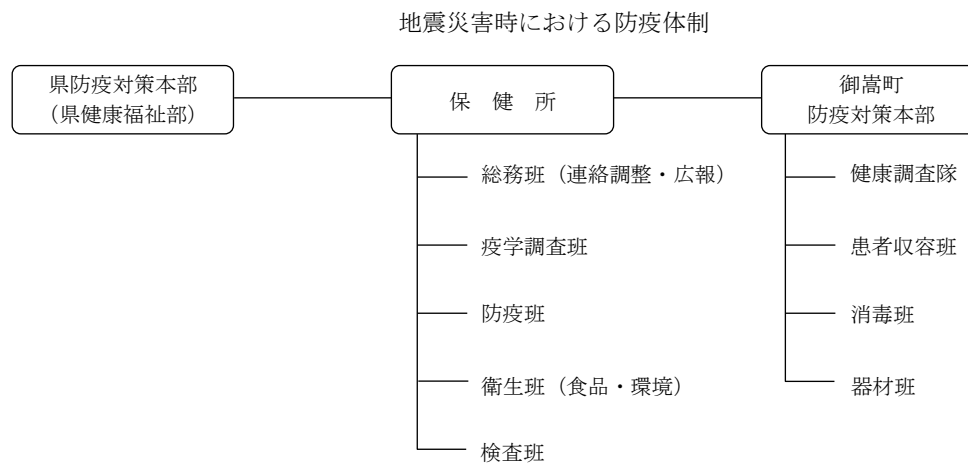 地震災害時における防疫体制
県防疫対策本部
（県健康福祉部）
保　健　所
御嵩町
防疫対策本部
総務班（連絡調整・広報）
疫学調査班
防疫班
衛生班（食品・環境）
検査班
健康調査隊
患者収容班
消毒班
器材班